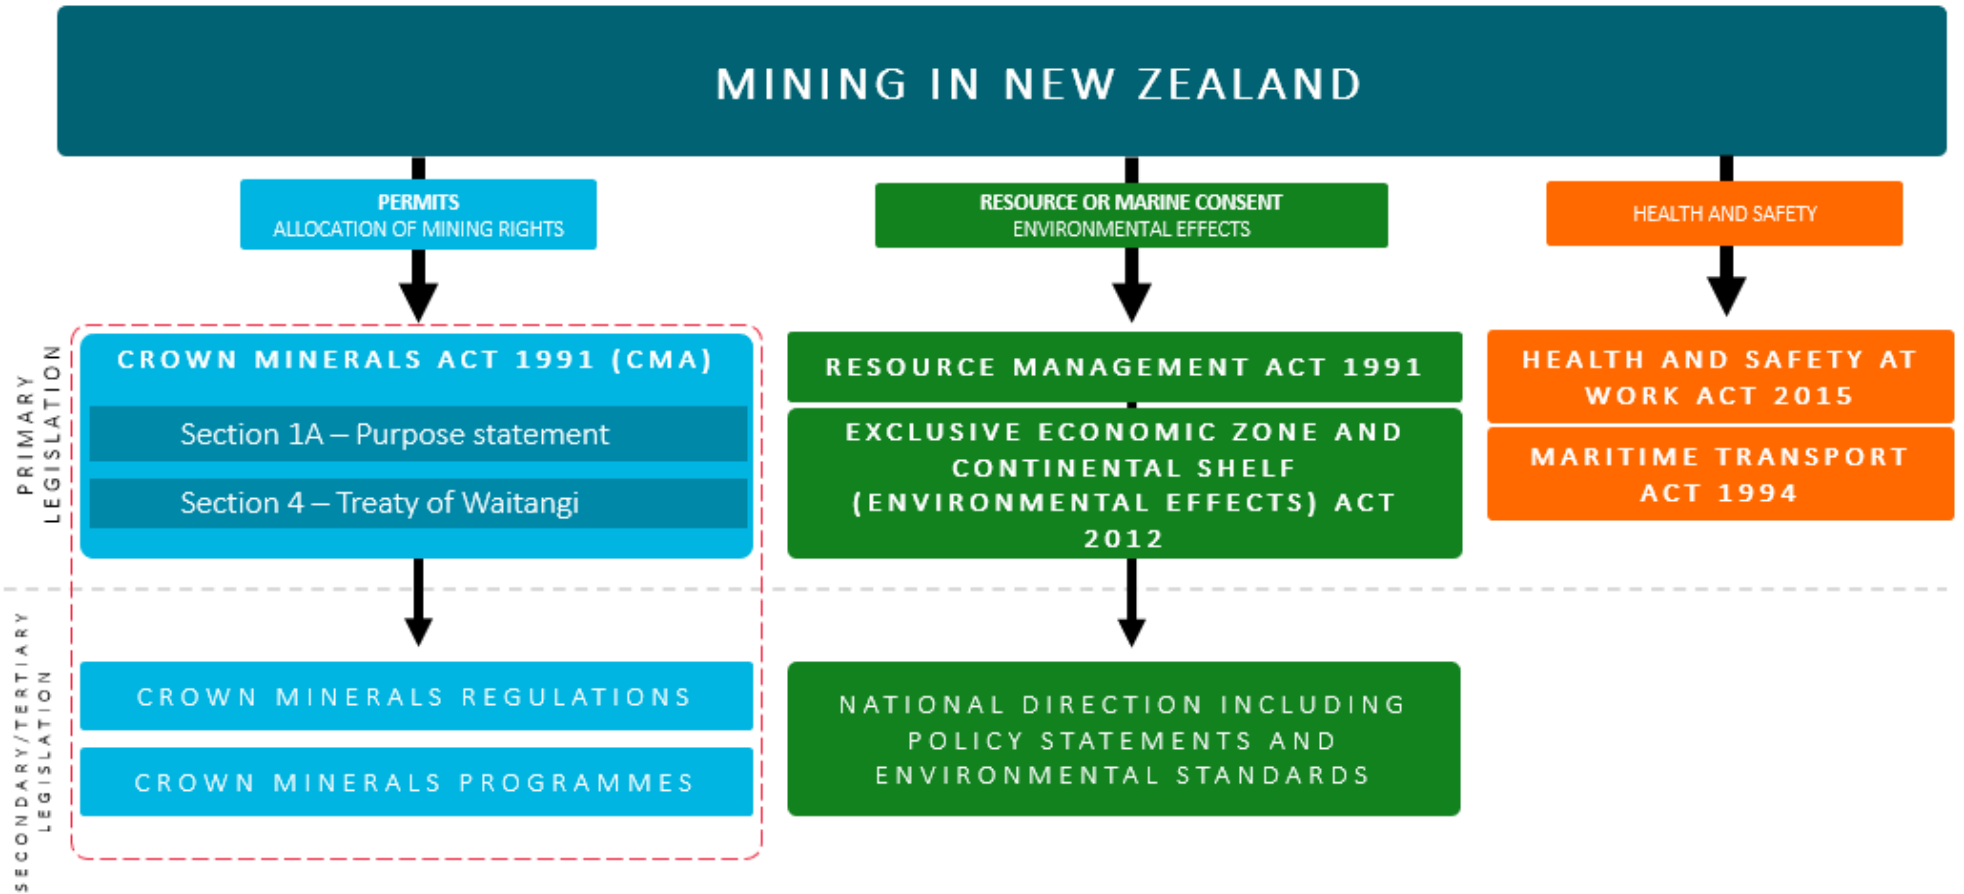 MINING IN NEW ZEALAND
PERMITS
ALLOCATION OF MINING RIGHTS
RESOURCE OR MARINE CONSENT
ENVIRONMENTAL EFFECTS
HEALTH AND SAFETY
PRIMARY
LEGISLATION
CROWN MINERALS ACT 1991 (CMA)
Section 1A – Purpose statement
Section 4 – Treaty of Waitangi
RESOURCE MANAGEMENT ACT 1991
EXCLUSIVE ECONOMIC ZONE AND
CONTINENTAL SHELF
(ENVIRONMENTAL EFFECTS) ACT
2012
HEALTH AND SAFETY AT
WORK ACT 2015
MARITIME TRANSPORT
ACT 1994
SECONDARY/TERTIARY
LEGISLATION
CROWN MINERALS REGULATIONS
CROWN MINERALS PROGRAMMES
NATIONAL DIRECTION INCLUDING
POLICY STATEMENTS AND
ENVIRONMENTAL STANDARDS